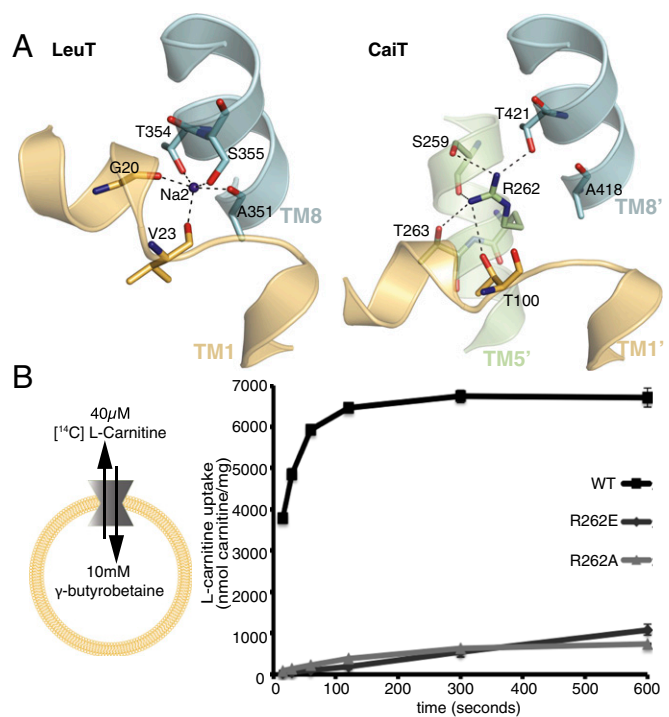 A
LeuT
CaiT
T354
S355
G20
Na2
A351
TM8
V23
TM1
T421
S259
R262
A418
TM8'
T263
T100
TM5'
TM1'
B
40µM
[¹⁴C] L-Carnitine
10mM
γ-butyrobetaine
L-carnitine uptake
(nmol carnitine/mg)
7000
6000
5000
4000
3000
2000
1000
0
WT
R262E
R262A
0 100 200 300 400 500 600
time (seconds)